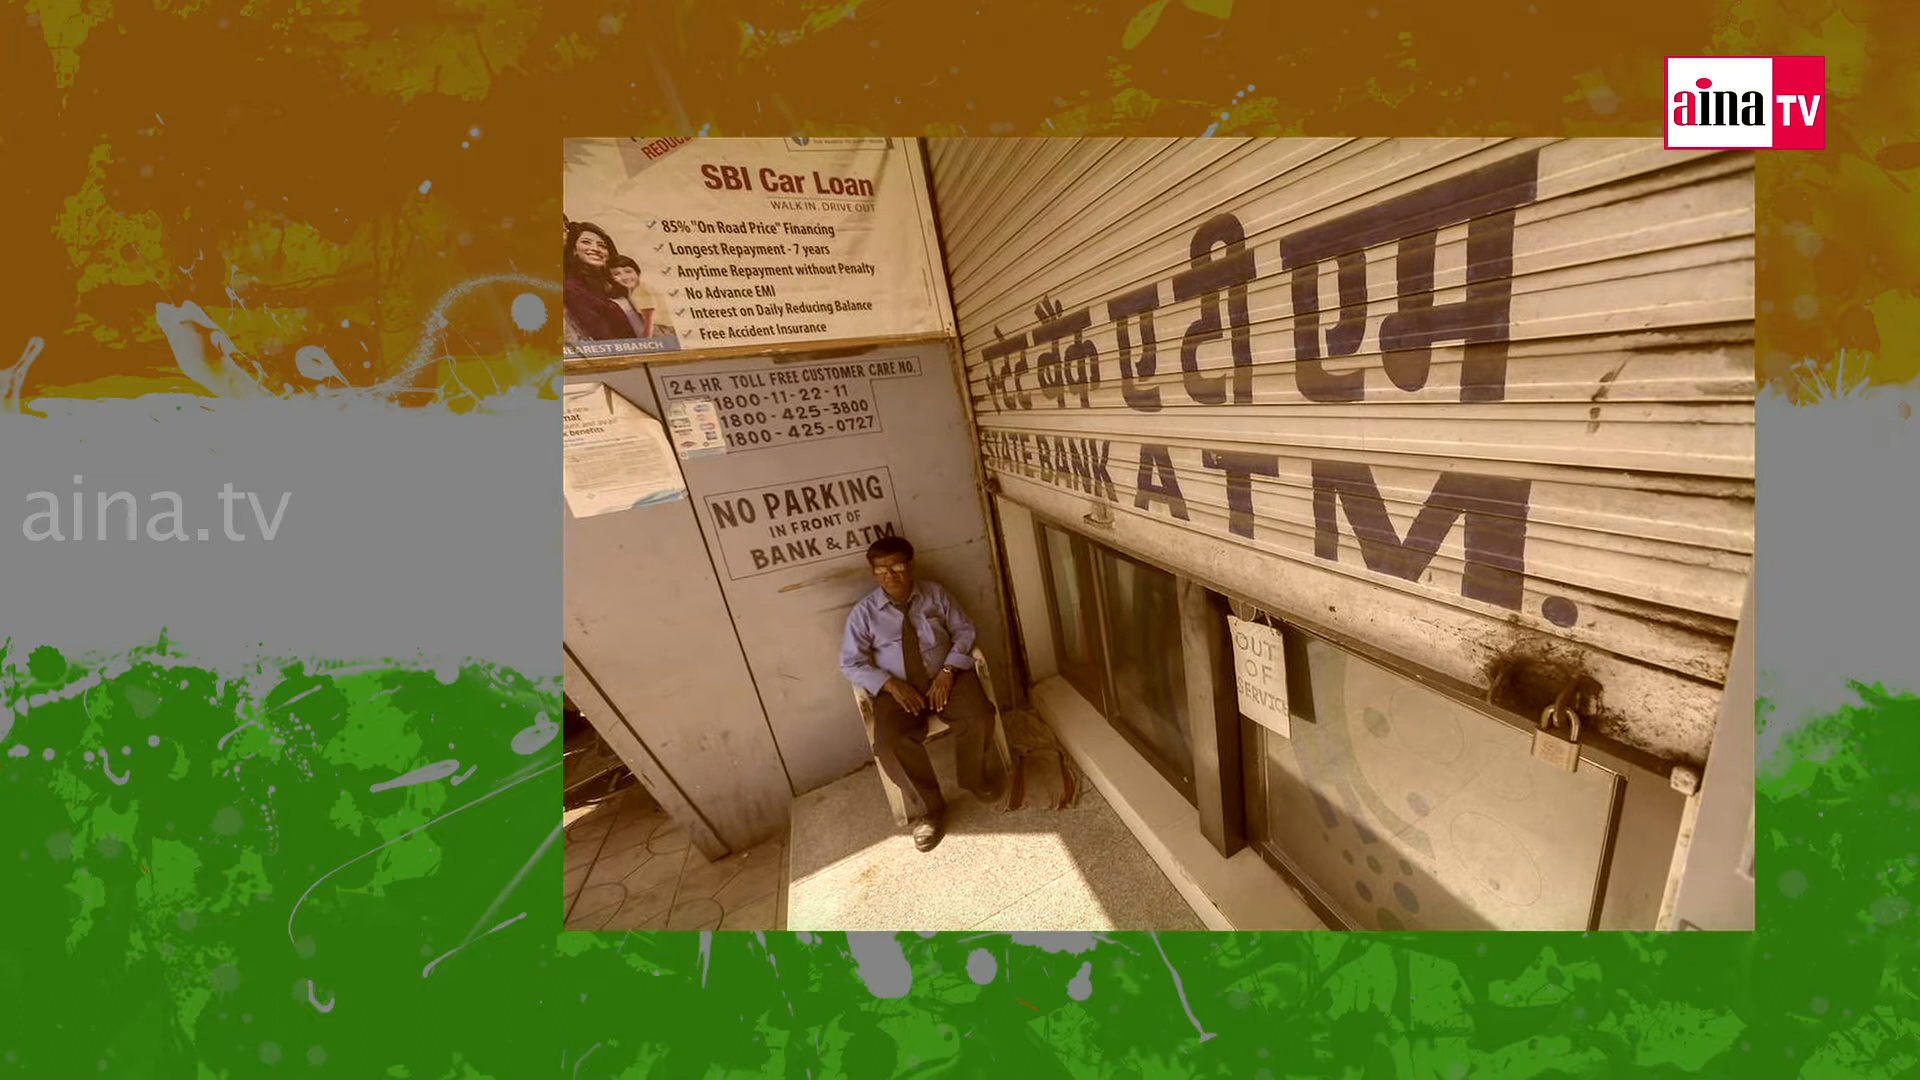 aina TV
aina.tv
SBI Car Loan
WALK IN. DRIVE OUT
85% "On Road Price" Financing
Longest Repayment - 7 years
Anytime Repayment without Penalty
No Advance EMI
Interest on Daily Reducing Balance
Free Accident Insurance
NEAREST BRANCH
24 HR TOLL FREE CUSTOMER CARE NO.
1800-11-22-11
1800-425-3800
1800-425-0727
NO PARKING
IN FRONT OF
BANK & ATM
स्टेट बैंक ए टी एम
STATE BANK ATM.
OUT
OF
SERVICE